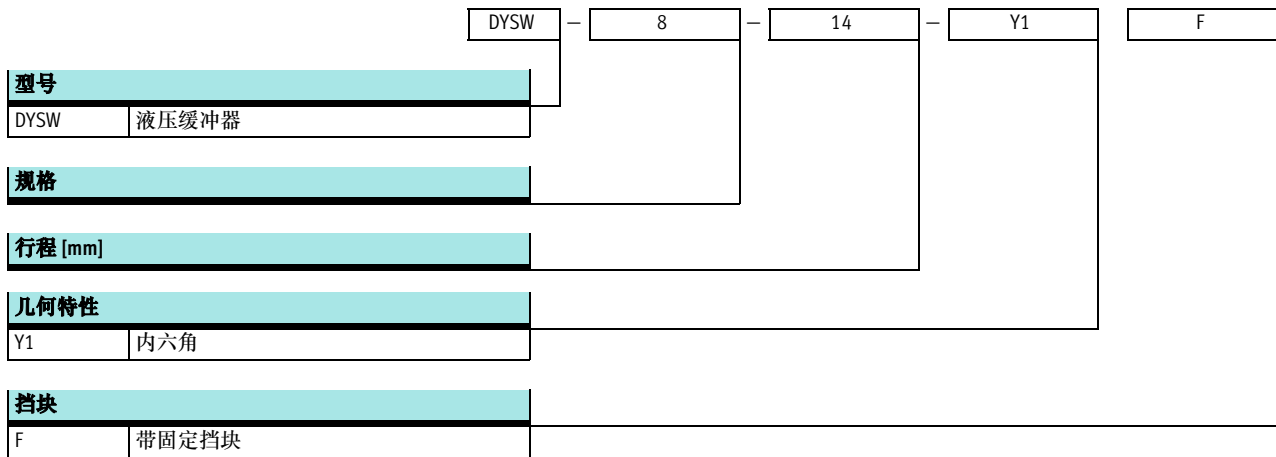 DYSW – 8 – 14 – Y1 F
型号
DYSW 液压缓冲器
规格
行程 [mm]
几何特性
Y1 内六角
挡块
F 带固定挡块